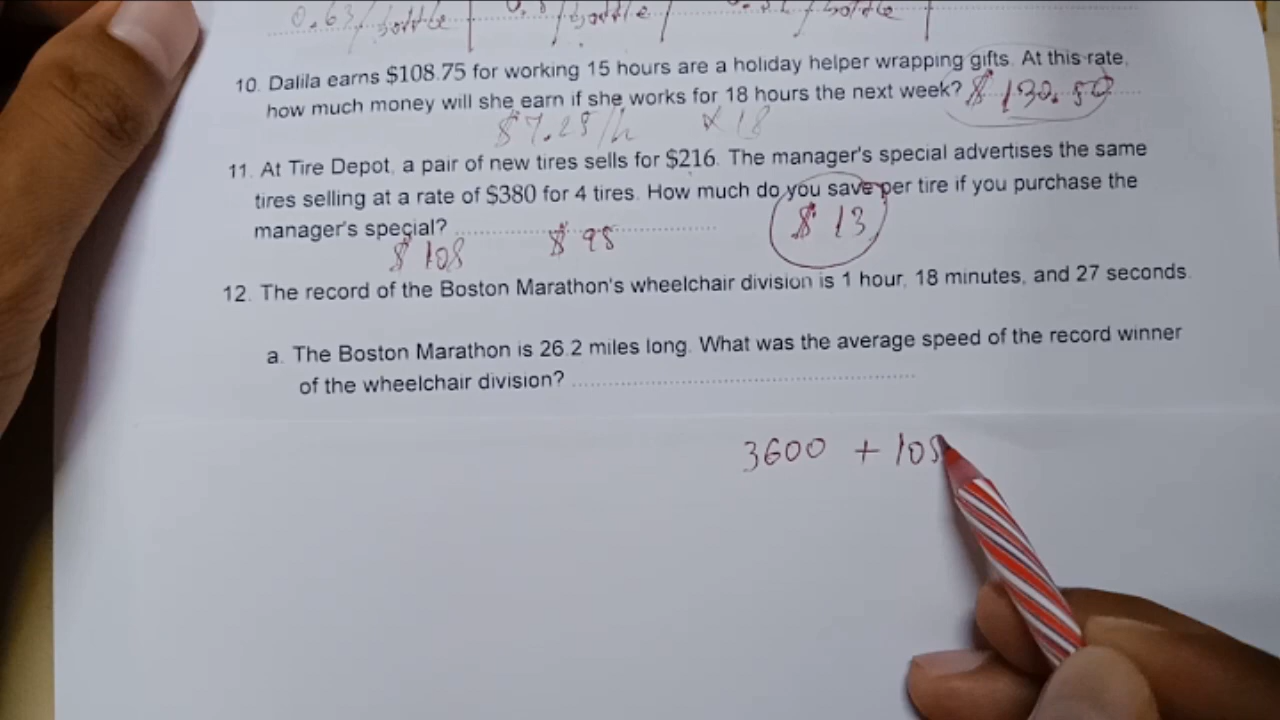 0.63/bottle /bottle /bottle
10. Dalila earns $108.75 for working 15 hours are a holiday helper wrapping gifts. At this rate,
how much money will she earn if she works for 18 hours the next week? $130.50
$7.25/h × 18
11. At Tire Depot, a pair of new tires sells for $216. The manager's special advertises the same
tires selling at a rate of $380 for 4 tires. How much do you save per tire if you purchase the
manager's special? $ 13
$ 108 $ 95
12. The record of the Boston Marathon's wheelchair division is 1 hour, 18 minutes, and 27 seconds.
a. The Boston Marathon is 26.2 miles long. What was the average speed of the record winner
of the wheelchair division?
3600 + 108